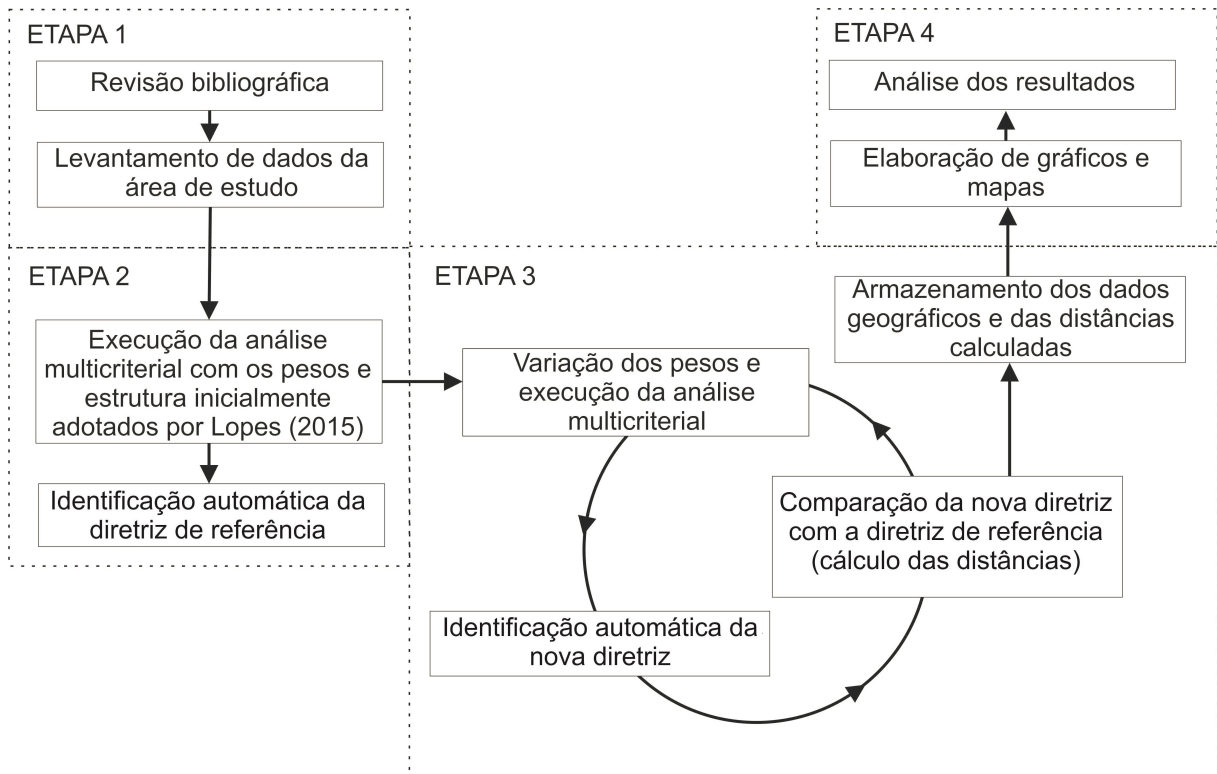 ETAPA 1
Revisão bibliográfica
Levantamento de dados da
área de estudo
ETAPA 2
Execução da análise
multicriterial com os pesos e
estrutura inicialmente
adotados por Lopes (2015)
Identificação automática da
diretriz de referência
ETAPA 3
Variação dos pesos e
execução da análise
multicriterial
Identificação automática da
nova diretriz
Comparação da nova diretriz
com a diretriz de referência
(cálculo das distâncias)
Armazenamento dos dados
geográficos e das distâncias
calculadas
ETAPA 4
Elaboração de gráficos e
mapas
Análise dos resultados